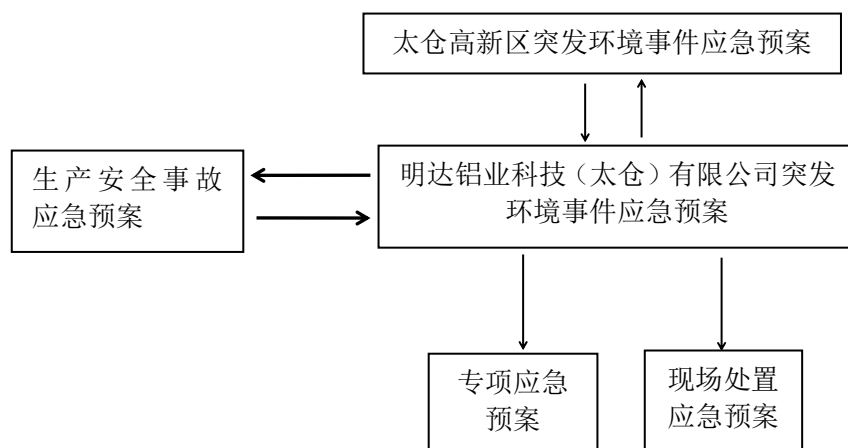 太仓高新区突发环境事件应急预案
生产安全事故
应急预案
明达铝业科技（太仓）有限公司突发
环境事件应急预案
专项应急
预案
现场处置
应急预案